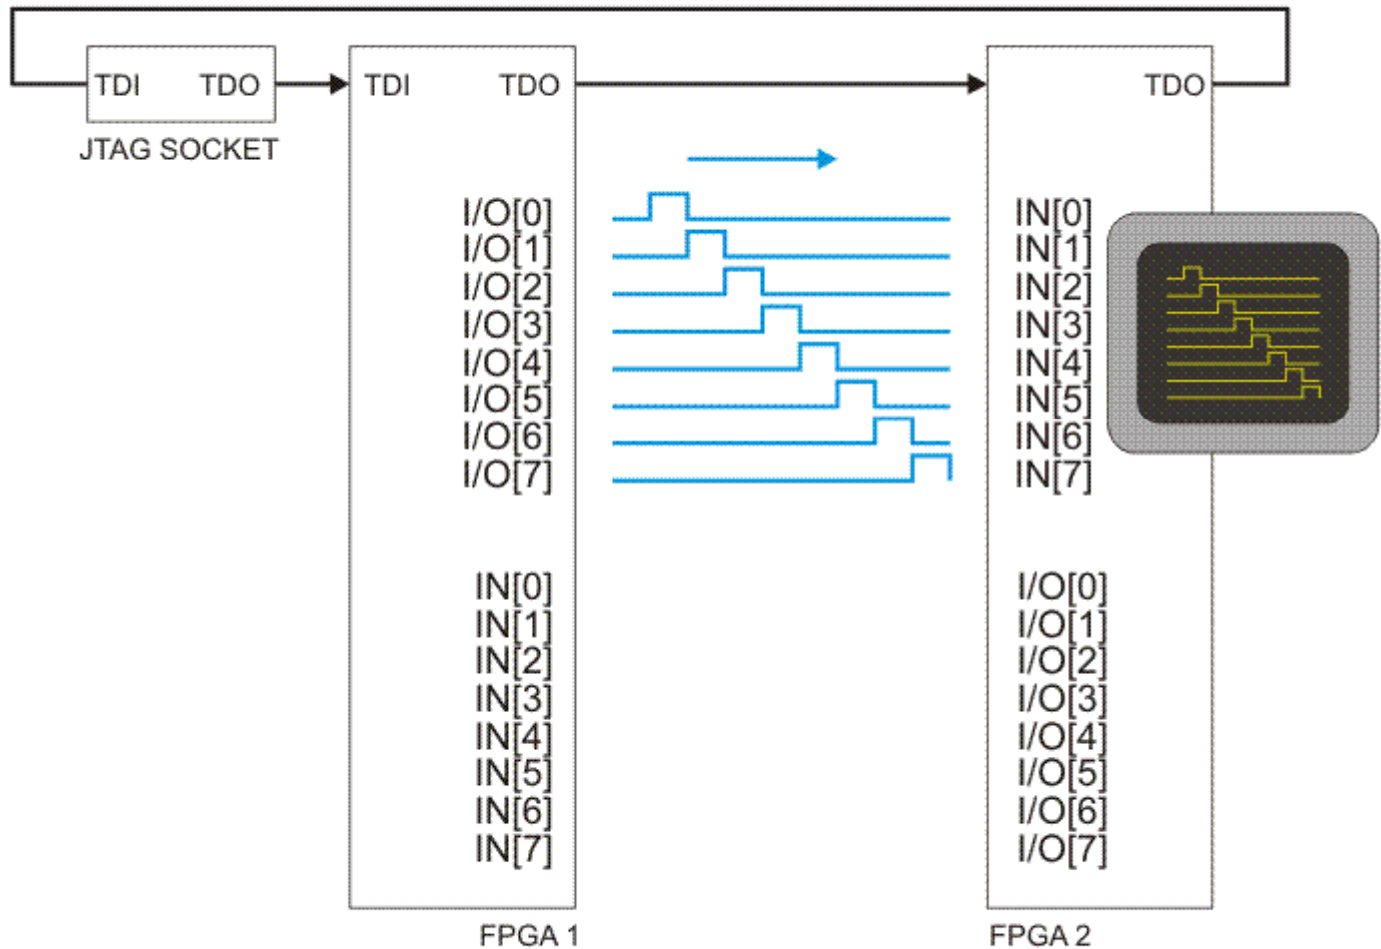 TDI TDO
JTAG SOCKET
TDI TDO
I/O[0]
I/O[1]
I/O[2]
I/O[3]
I/O[4]
I/O[5]
I/O[6]
I/O[7]
IN[0]
IN[1]
IN[2]
IN[3]
IN[4]
IN[5]
IN[6]
IN[7]
FPGA 1
TDO
IN[0]
IN[1]
IN[2]
IN[3]
IN[4]
IN[5]
IN[6]
IN[7]
I/O[0]
I/O[1]
I/O[2]
I/O[3]
I/O[4]
I/O[5]
I/O[6]
I/O[7]
FPGA 2